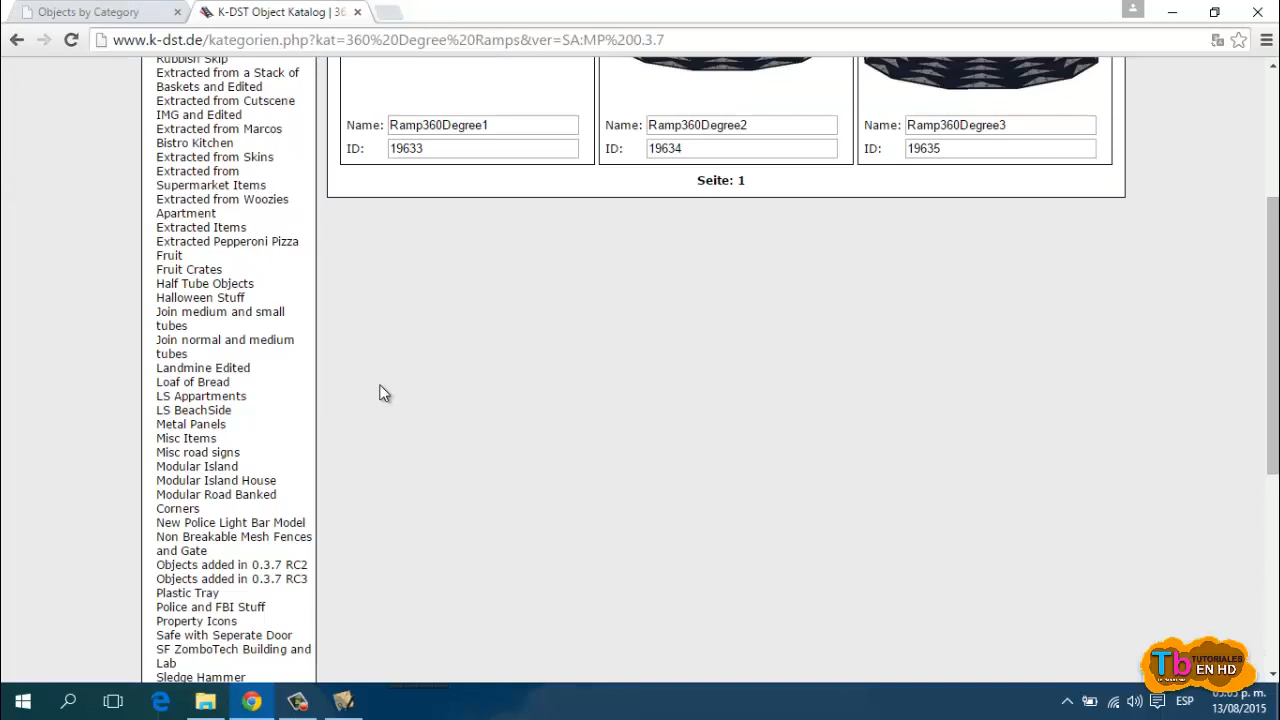 Objects by Category
K-DST Object Katalog | 36
www.k-dst.de/kategorien.php?kat=360%20Degree%20Ramps&ver=SA:MP%200.3.7
Rubbish Skip
Extracted from a Stack of
Baskets and Edited
Extracted from Cutscene
IMG and Edited
Extracted from Marcos
Bistro Kitchen
Extracted from Skins
Extracted from
Supermarket Items
Extracted from Woozies
Apartment
Extracted Items
Extracted Pepperoni Pizza
Fruit
Fruit Crates
Half Tube Objects
Halloween Stuff
Join medium and small
tubes
Join normal and medium
tubes
Landmine Edited
Loaf of Bread
LS Appartments
LS BeachSide
Metal Panels
Misc Items
Misc road signs
Modular Island
Modular Island House
Modular Road Banked
Corners
New Police Light Bar Model
Non Breakable Mesh Fences
and Gate
Objects added in 0.3.7 RC2
Objects added in 0.3.7 RC3
Plastic Tray
Police and FBI Stuff
Property Icons
Safe with Seperate Door
SF ZomboTech Building and
Lab
Sledge Hammer
Name: Ramp360Degree1
ID: 19633
Name: Ramp360Degree2
ID: 19634
Name: Ramp360Degree3
ID: 19635
Seite: 1
Tb TUTORIALES
EN HD
ESP
05:05 p. m.
13/08/2015